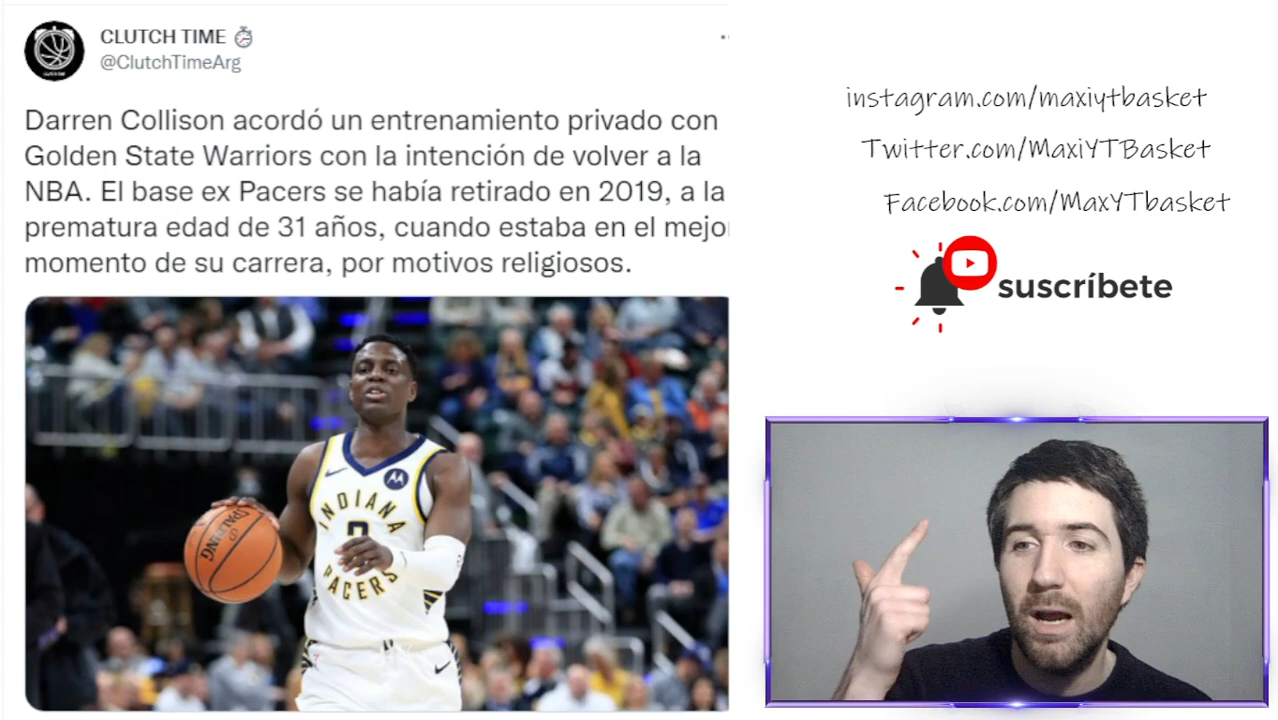 CLUTCH TIME
@ClutchTimeArg
Darren Collison acordó un entrenamiento privado con
Golden State Warriors con la intención de volver a la
NBA. El base ex Pacers se había retirado en 2019, a la
prematura edad de 31 años, cuando estaba en el mejo
momento de su carrera, por motivos religiosos.
SPALDING
INDIANA
PACERS
instagram.com/maxiytbasket
Twitter.com/MaxiYTBasket
Facebook.com/MaxYTbasket
suscríbete